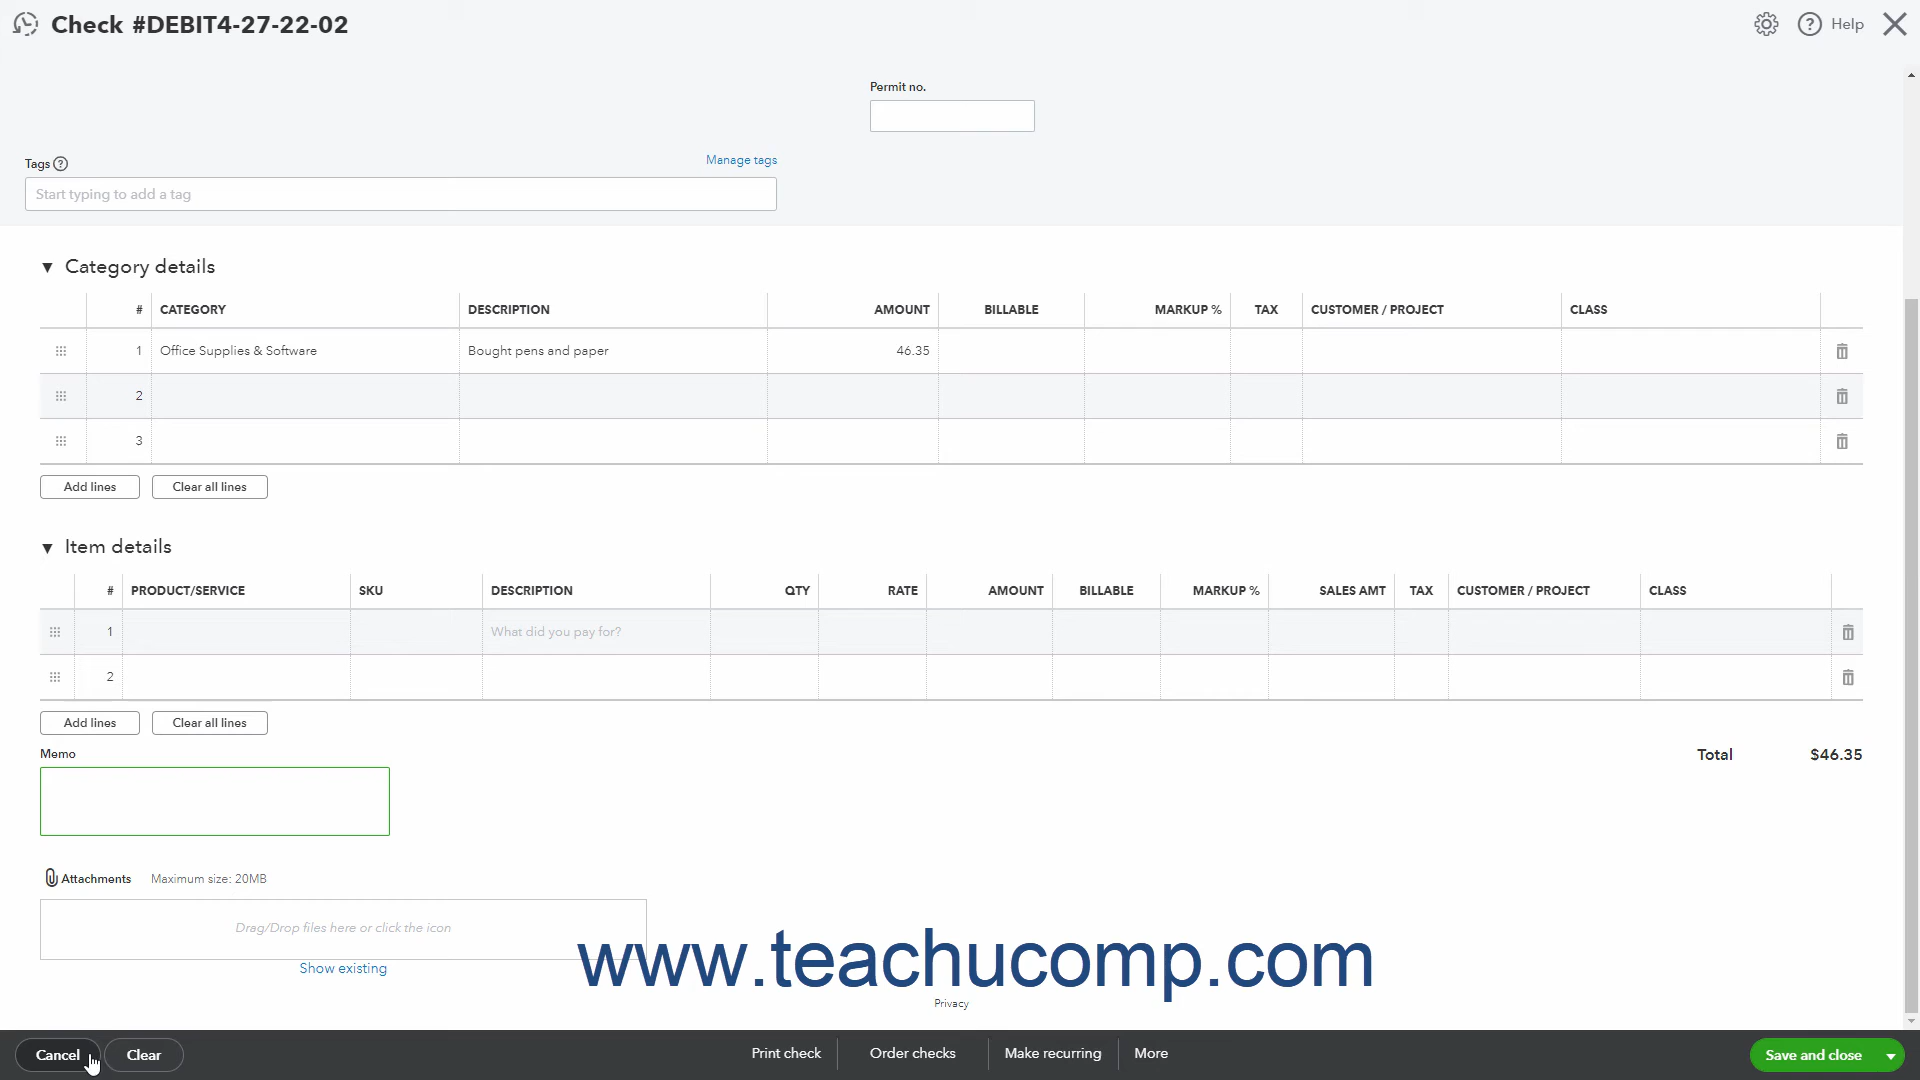 Check #DEBIT4-27-22-02
Help
Permit no.
Tags
Manage tags
Start typing to add a tag
Category details
# CATEGORY DESCRIPTION AMOUNT BILLABLE MARKUP % TAX CUSTOMER / PROJECT CLASS
1 Office Supplies & Software Bought pens and paper 46.35
2
3
Add lines Clear all lines
Item details
# PRODUCT/SERVICE SKU DESCRIPTION QTY RATE AMOUNT BILLABLE MARKUP % SALES AMT TAX CUSTOMER / PROJECT CLASS
1 What did you pay for?
2
Add lines Clear all lines
Memo
Total $46.35
Attachments Maximum size: 20MB
Drag/Drop files here or click the icon
Show existing
www.teachucomp.com
Privacy
Cancel Clear Print check Order checks Make recurring More Save and close